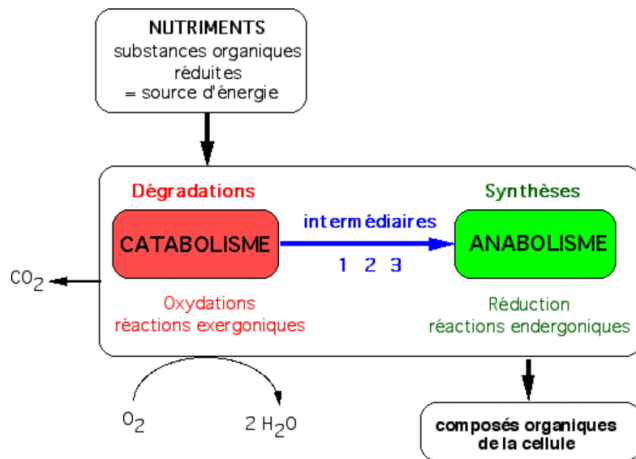 NUTRIMENTS
substances organiques
réduites
= source d'énergie
Dégradations
Synthèses
CATABOLISME
intermédiaires
1 2 3
ANABOLISME
CO2
Oxydations
réactions exergoniques
Réduction
réactions endergoniques
O2
2 H2O
composés organiques
de la cellule